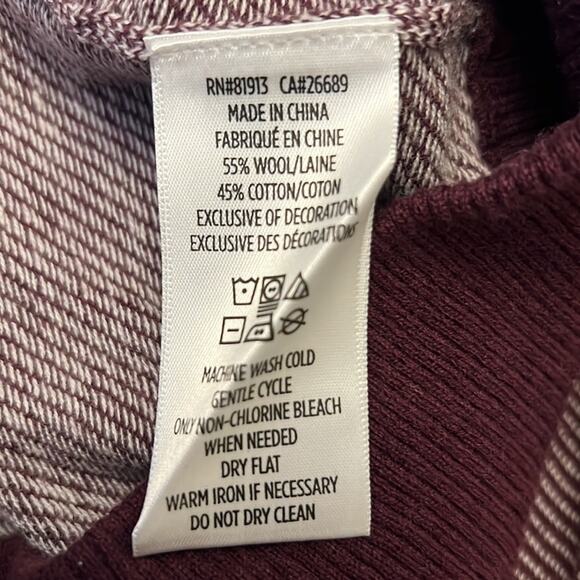 RN#81913 CA#26689
MADE IN CHINA
FABRIQUÉ EN CHINE
55% WOOL/LAINE
45% COTTON/COTON
EXCLUSIVE OF DECORATION
EXCLUSIVE DES DÉCORATIONS
MACHINE WASH COLD
GENTLE CYCLE
ONLY NON-CHLORINE BLEACH
WHEN NEEDED
DRY FLAT
WARM IRON IF NECESSARY
DO NOT DRY CLEAN